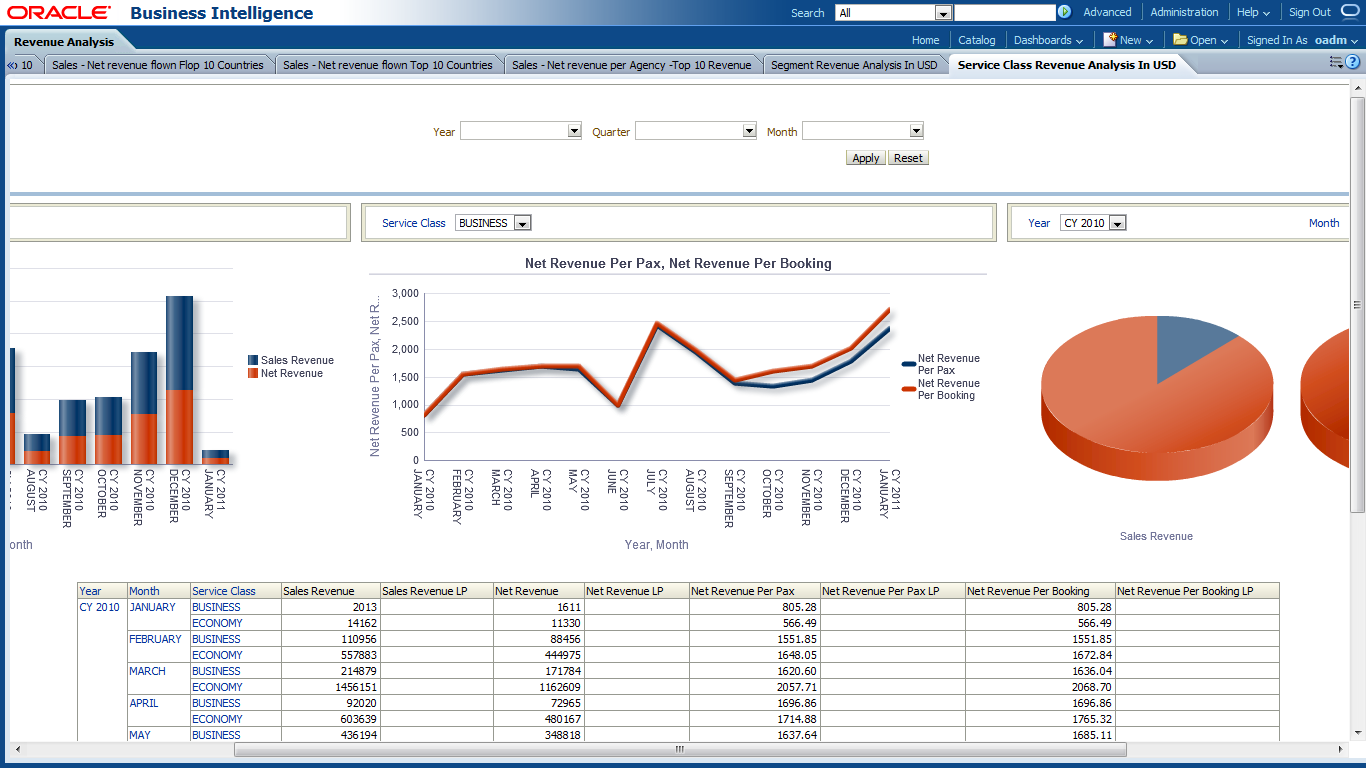 ORACLE Business Intelligence
Search All Advanced Administration Help Sign Out
Revenue Analysis
Home Catalog Dashboards New Open Signed In As oadm
10 Sales - Net revenue flown Flop 10 Countries Sales - Net revenue flown Top 10 Countries Sales - Net revenue per Agency -Top 10 Revenue Segment Revenue Analysis In USD Service Class Revenue Analysis In USD
Year Quarter Month
Apply Reset
Service Class BUSINESS
Year CY 2010 Month
Sales Revenue
Net Revenue
CY 2010 AUGUST
CY 2010 SEPTEMBER
CY 2010 OCTOBER
CY 2010 NOVEMBER
CY 2010 DECEMBER
CY 2011 JANUARY
onth
Net Revenue Per Pax, Net Revenue Per Booking
Net Revenue Per Pax, Net R...
3,000
2,500
2,000
1,500
1,000
500
0
CY 2010 JANUARY
CY 2010 FEBRUARY
CY 2010 MARCH
CY 2010 APRIL
CY 2010 MAY
CY 2010 JUNE
CY 2010 JULY
CY 2010 AUGUST
CY 2010 SEPTEMBER
CY 2010 OCTOBER
CY 2010 NOVEMBER
CY 2010 DECEMBER
CY 2011 JANUARY
Year, Month
Net Revenue
Per Pax
Net Revenue
Per Booking
Sales Revenue
Year Month Service Class Sales Revenue Sales Revenue LP Net Revenue Net Revenue LP Net Revenue Per Pax Net Revenue Per Pax LP Net Revenue Per Booking Net Revenue Per Booking LP
CY 2010 JANUARY BUSINESS 2013 1611 805.28 805.28
ECONOMY 14162 11330 566.49 566.49
FEBRUARY BUSINESS 110956 88456 1551.85 1551.85
ECONOMY 557883 444975 1648.05 1672.84
MARCH BUSINESS 214879 171784 1620.60 1636.04
ECONOMY 1456151 1162609 2057.71 2068.70
APRIL BUSINESS 92020 72965 1696.86 1696.86
ECONOMY 603639 480167 1714.88 1765.32
MAY BUSINESS 436194 348818 1637.64 1685.11